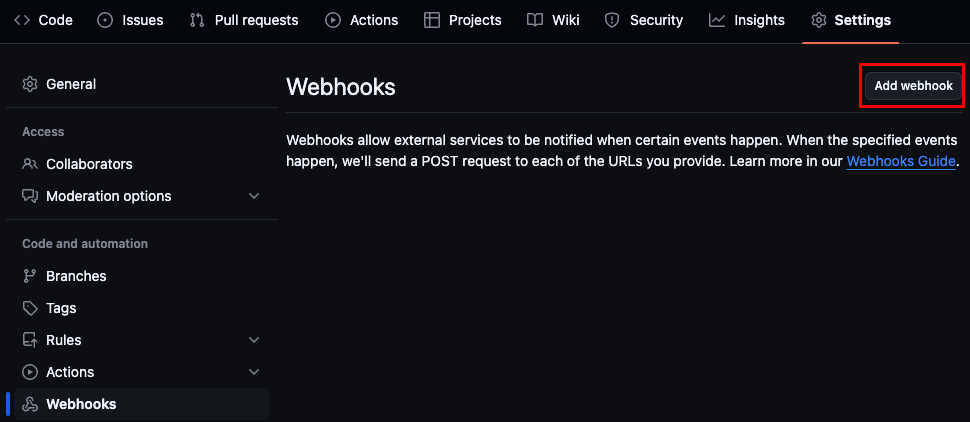 Code
Issues
Pull requests
Actions
Projects
Wiki
Security
Insights
Settings
General
Access
Collaborators
Moderation options
Code and automation
Branches
Tags
Rules
Actions
Webhooks
Webhooks
Add webhook
Webhooks allow external services to be notified when certain events happen. When the specified events
happen, we'll send a POST request to each of the URLs you provide. Learn more in our Webhooks Guide.